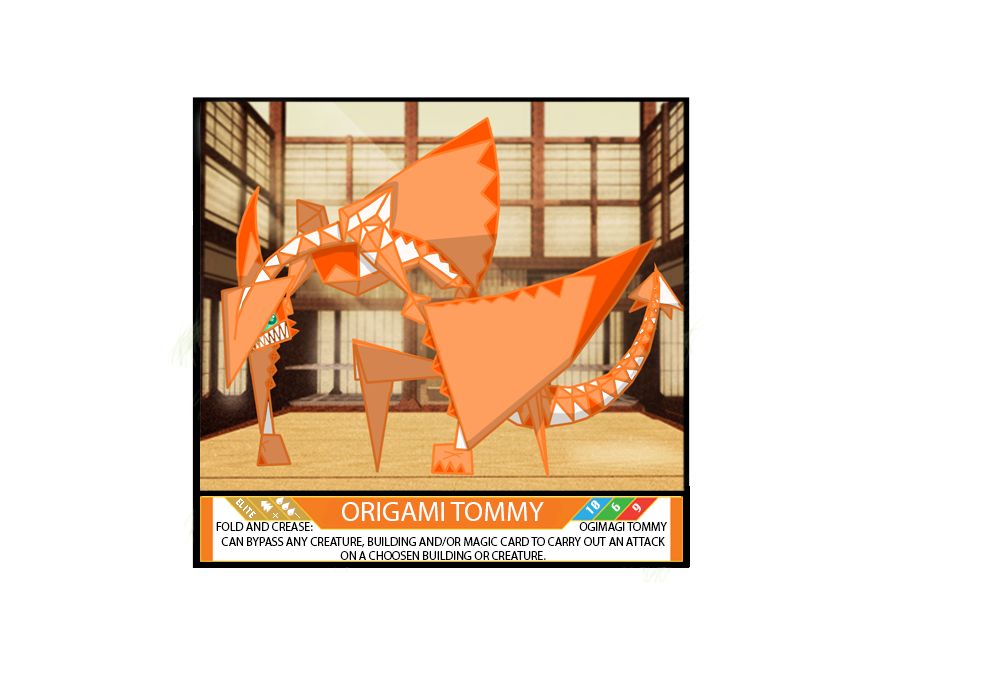 ELITE + - ORIGAMI TOMMY 18 6 9
FOLD AND CREASE: OGIMAGI TOMMY
CAN BYPASS ANY CREATURE, BUILDING AND/OR MAGIC CARD TO CARRY OUT AN ATTACK
ON A CHOOSEN BUILDING OR CREATURE.